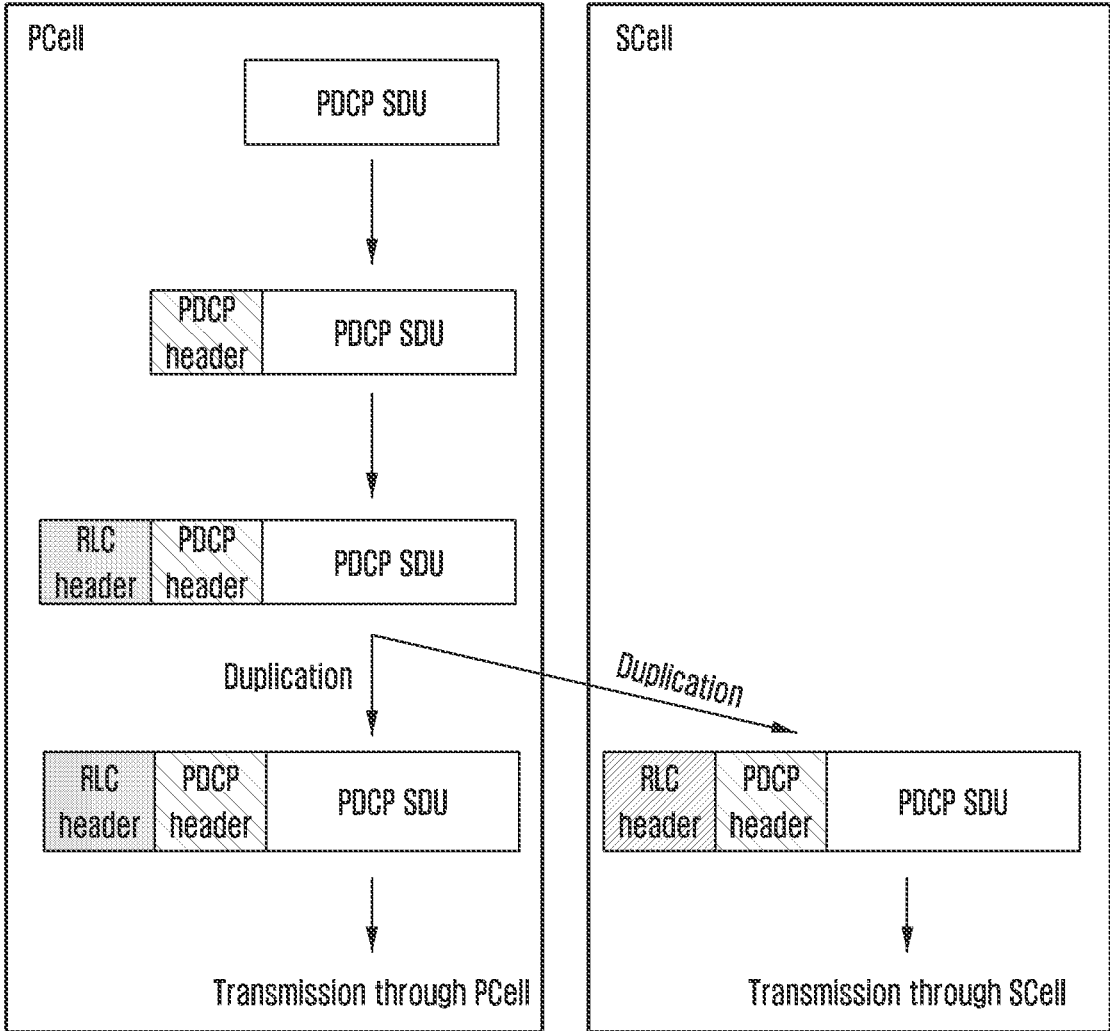 PCell
SCell
PDCP SDU
PDCP
header
PDCP SDU
RLC
header
PDCP
header
PDCP SDU
Duplication
Duplication
RLC
header
PDCP
header
PDCP SDU
RLC
header
PDCP
header
PDCP SDU
Transmission through PCell
Transmission through SCell